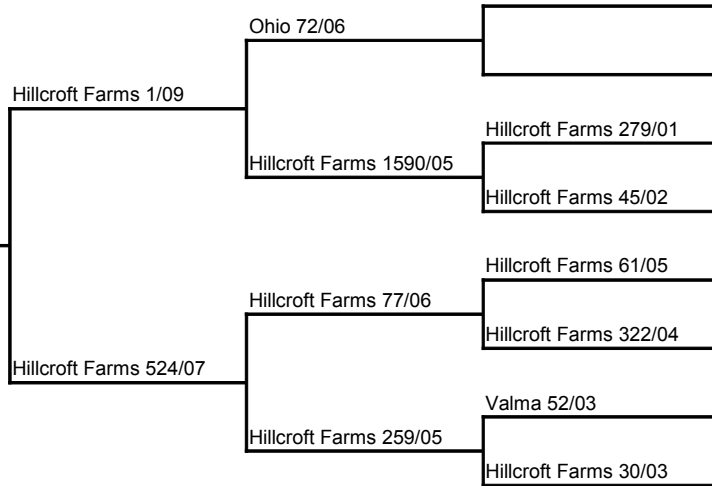 Ohio 72/06
Hillcroft Farms 1/09
Hillcroft Farms 279/01
Hillcroft Farms 1590/05
Hillcroft Farms 45/02
Hillcroft Farms 61/05
Hillcroft Farms 77/06
Hillcroft Farms 322/04
Hillcroft Farms 524/07
Valma 52/03
Hillcroft Farms 259/05
Hillcroft Farms 30/03